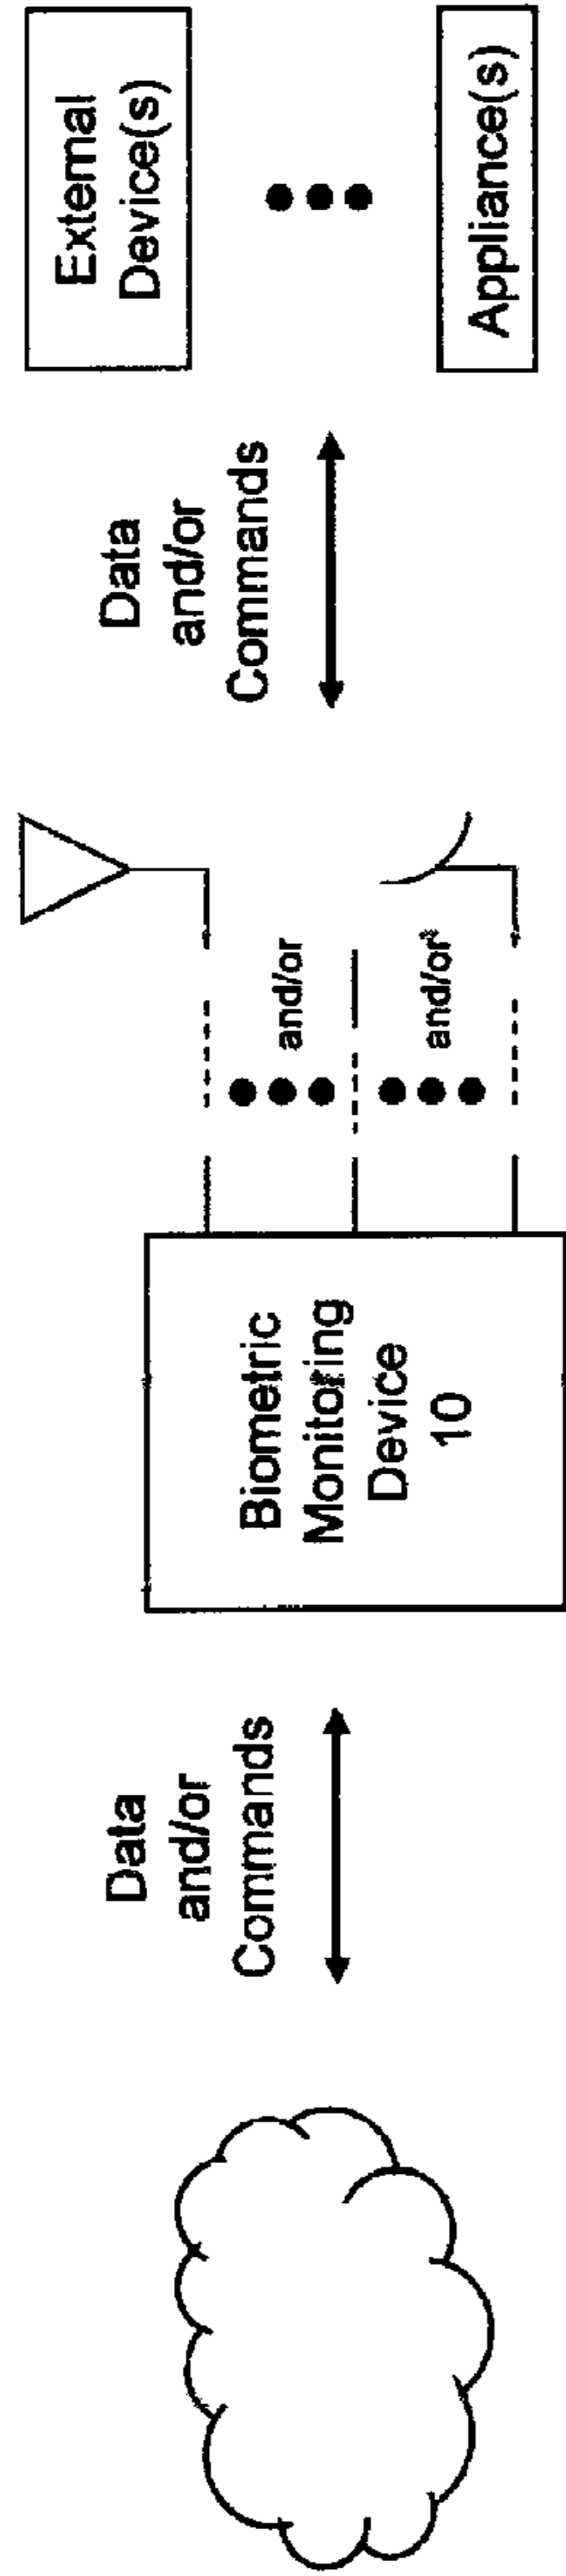 Data
and/or
Commands
Biometric
Monitoring
Device
10
and/or
and/or
Data
and/or
Commands
External
Device(s)
Appliance(s)